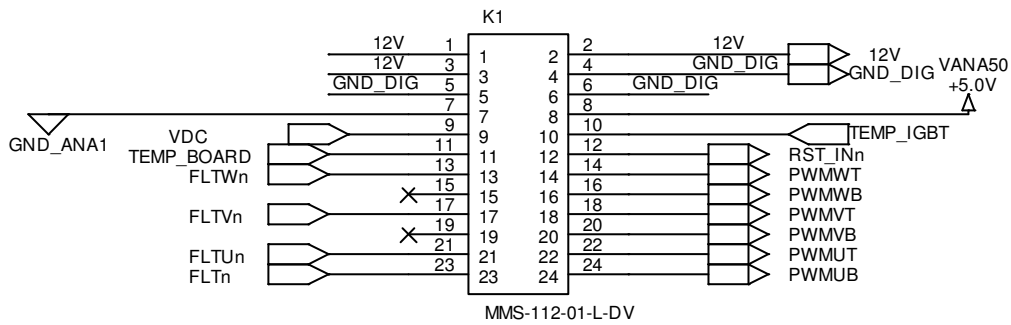 K1
12V 1 1 2 2 12V 12V
12V 3 3 4 4 GND_DIG GND_DIG
GND_DIG 5 5 6 6 GND_DIG
VANA50
+5.0V
GND_ANA1 7 7 8 8
VDC 9 9 10 10 TEMP_IGBT
TEMP_BOARD 11 11 12 12 RST_INn
FLTWn 13 13 14 14 PWMWT
15 15 16 16 PWMWB
FLTVn 17 17 18 18 PWMVT
19 19 20 20 PWMVB
FLTUn 21 21 22 22 PWMUT
FLTn 23 23 24 24 PWMUB
MMS-112-01-L-DV